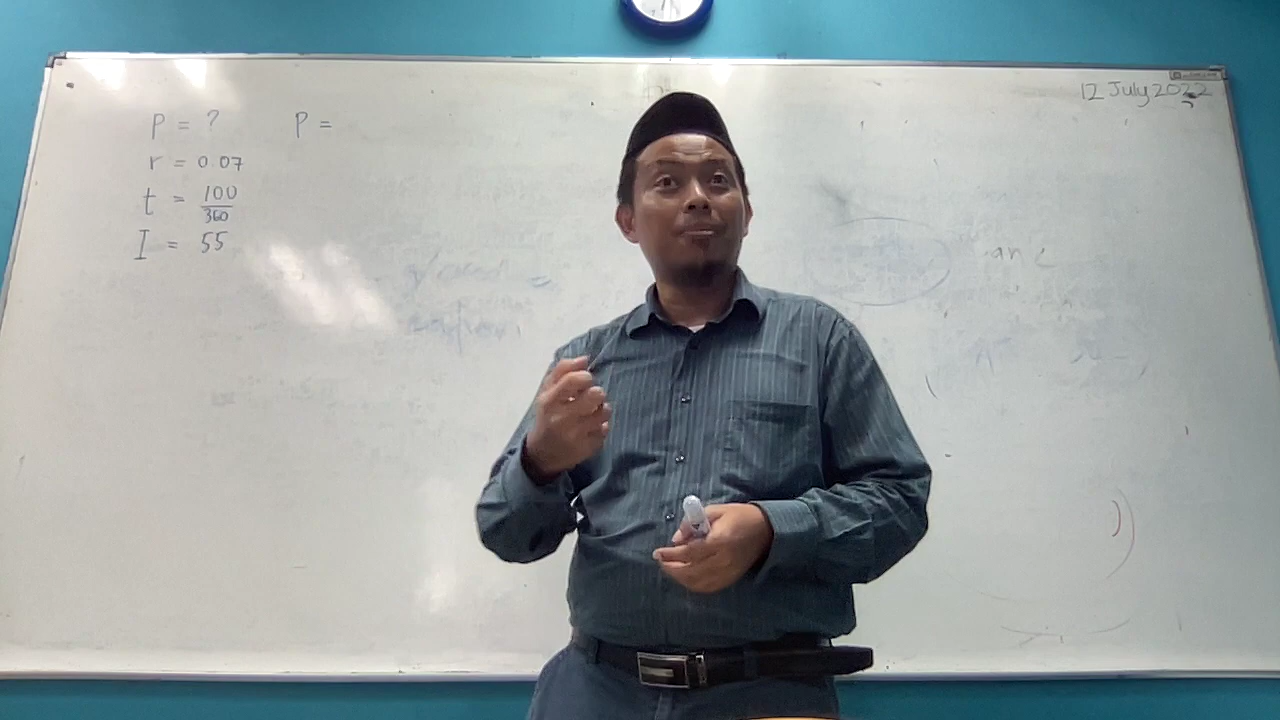 12 July 2022
P = ? P =
r = 0.07
t = 100/360
I = 55